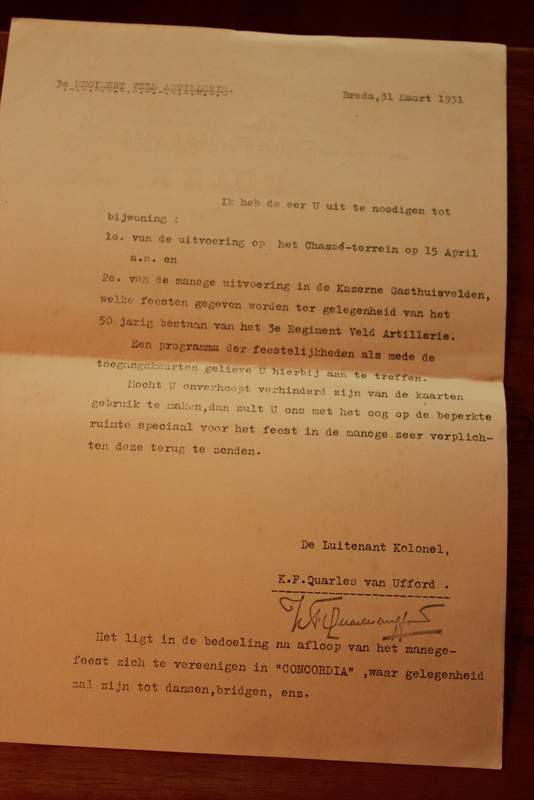 3e REGIMENT VELD ARTILLERIE.
Breda,31 Maart 1931
Ik heb de eer U uit te noodigen tot
bijwoning :
1o. van de uitvoering op het Chassé-terrein op 15 April
a.s. en
2o. van de manege uitvoering in de Kazerne Gasthuisvelden,
welke feesten gegeven worden ter gelegenheid van het
50 jarig bestaan van het 3e Regiment Veld Artillerie.
Een programma der feestelijkheden als mede de
toegangskaarten gelieve U hierbij aan te treffen.
Mocht U onverhoopt verhinderd zijn van de kaarten
gebruik te maken,dan zult U ons met het oog op de beperkte
ruimte speciaal voor het feest in de manege zeer verplich-
ten deze terug te zenden.
De Luitenant Kolonel,
K.F.Quarles van Ufford .
KFQuarlesvUfford
Het ligt in de bedoeling na afloop van het manege-
feest zich te vereenigen in "CONCORDIA" ,waar gelegenheid
zal zijn tot dansen,bridgen, enz.